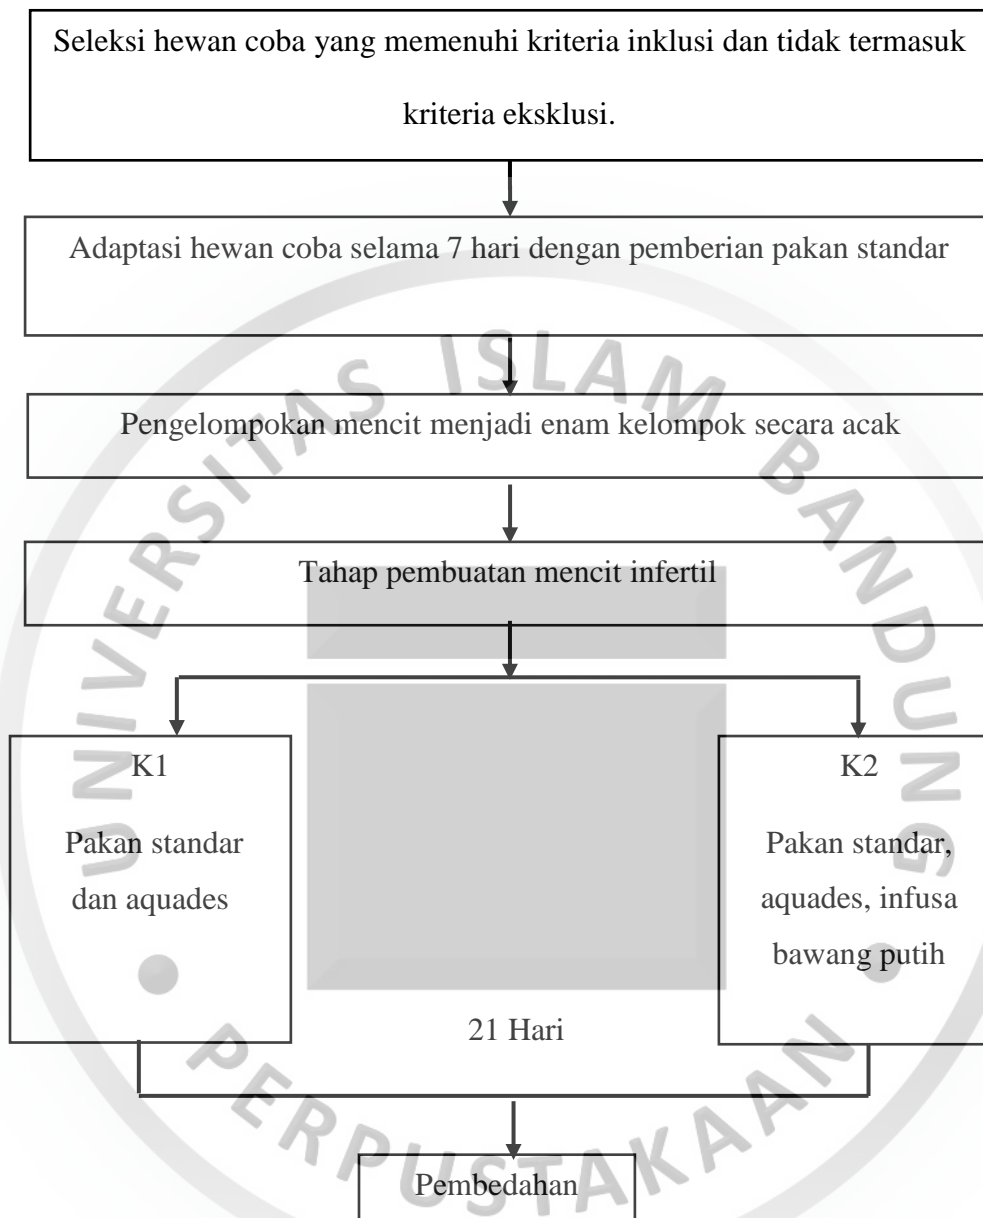 Seleksi hewan coba yang memenuhi kriteria inklusi dan tidak termasuk
kriteria eksklusi.
Adaptasi hewan coba selama 7 hari dengan pemberian pakan standar
Pengelompokan mencit menjadi enam kelompok secara acak
Tahap pembuatan mencit infertil
K1
Pakan standar
dan aquades
K2
Pakan standar,
aquades, infusa
bawang putih
21 Hari
Pembedahan
UNIVERSITAS ISLAM BANDUNG
PERPUSTAKAAN